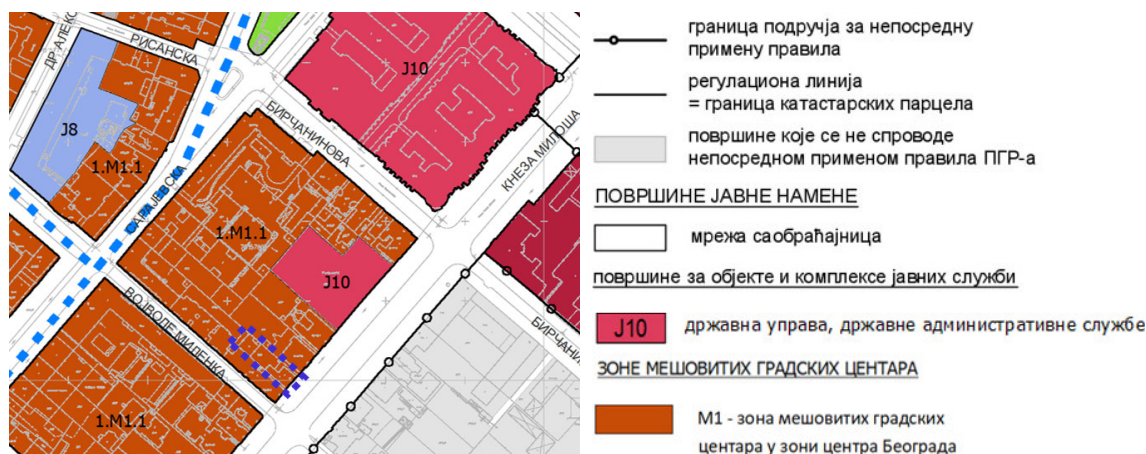 ДР АЛЕКС
РИСАНСКА
J10
J8
1.М1.1
БИРЧАНИНОВА
КНЕЗА МИЛОША
САРАЈЕВСКА
1.М1.1
J10
ВОЈВОДЕ МИЛЕНКА
БИРЧАНИ
1.М1.1
граница подручја за непосредну
примену правила
регулациона линија
= граница катастарских парцела
површине које се не спроводе
непосредном применом правила ПГР-а
ПОВРШИНЕ ЈАВНЕ НАМЕНЕ
мрежа саобраћајница
површине за објекте и комплексе јавних служби
J10
државна управа, државне административне службе
ЗОНЕ МЕШОВИТИХ ГРАДСКИХ ЦЕНТАРА
М1 - зона мешовитих градских
центара у зони центра Београда